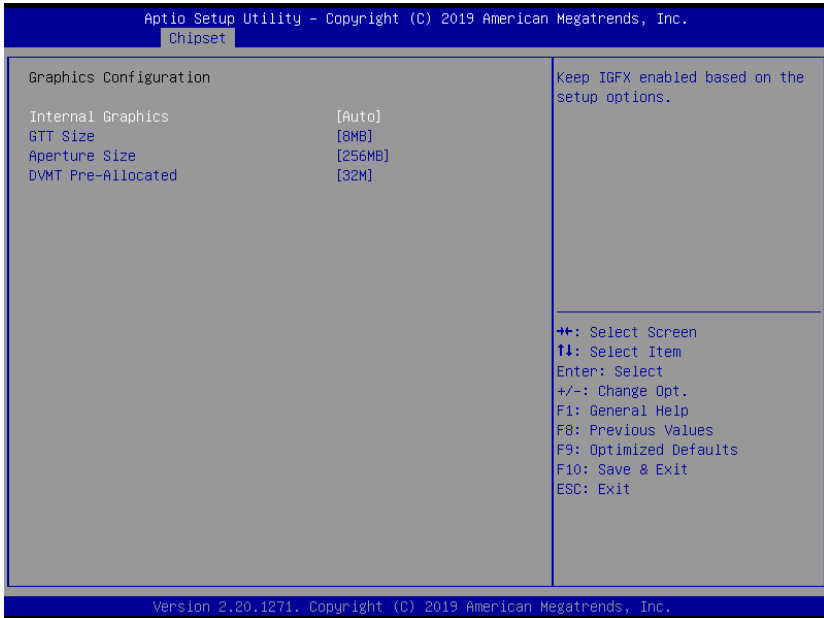 Aptio Setup Utility – Copyright (C) 2019 American Megatrends, Inc.
Chipset
Graphics Configuration
Internal Graphics [Auto]
GTT Size [8MB]
Aperture Size [256MB]
DVMT Pre-Allocated [32M]
Keep IGFX enabled based on the
setup options.
→←: Select Screen
↑↓: Select Item
Enter: Select
+/-: Change Opt.
F1: General Help
F8: Previous Values
F9: Optimized Defaults
F10: Save & Exit
ESC: Exit
Version 2.20.1271. Copyright (C) 2019 American Megatrends, Inc.